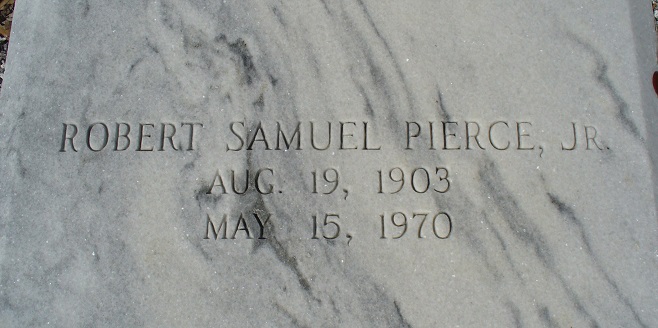 ROBERT SAMUEL PIERCE, JR.
AUG. 19, 1903
MAY 15, 1970